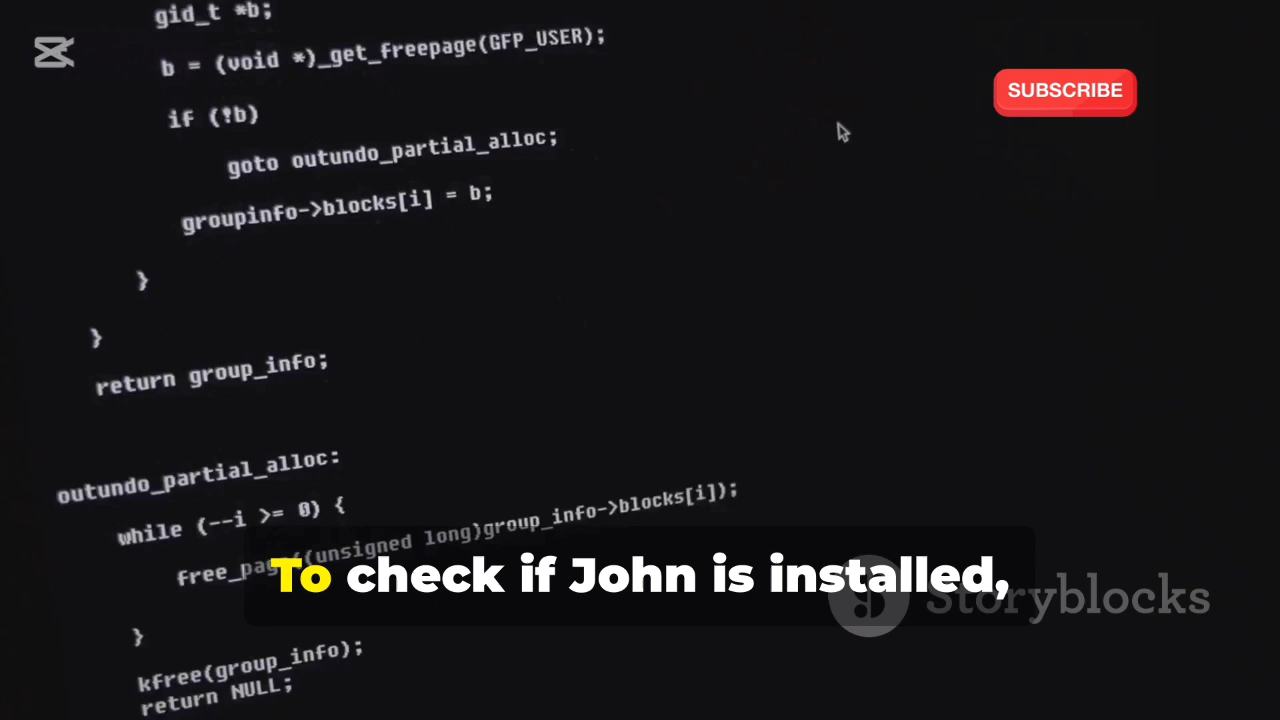 gid_t *b;
b = (void *)_get_freepage(GFP_USER);
if (!b)
goto outundo_partial_alloc;
groupinfo->blocks[i] = b;
}
}
return group_info;
outundo_partial_alloc:
while (--i >= 0) {
free_page((unsigned long)group_info->blocks[i]);
}
kfree(group_info);
return NULL;
SUBSCRIBE
To check if John is installed,
Storyblocks